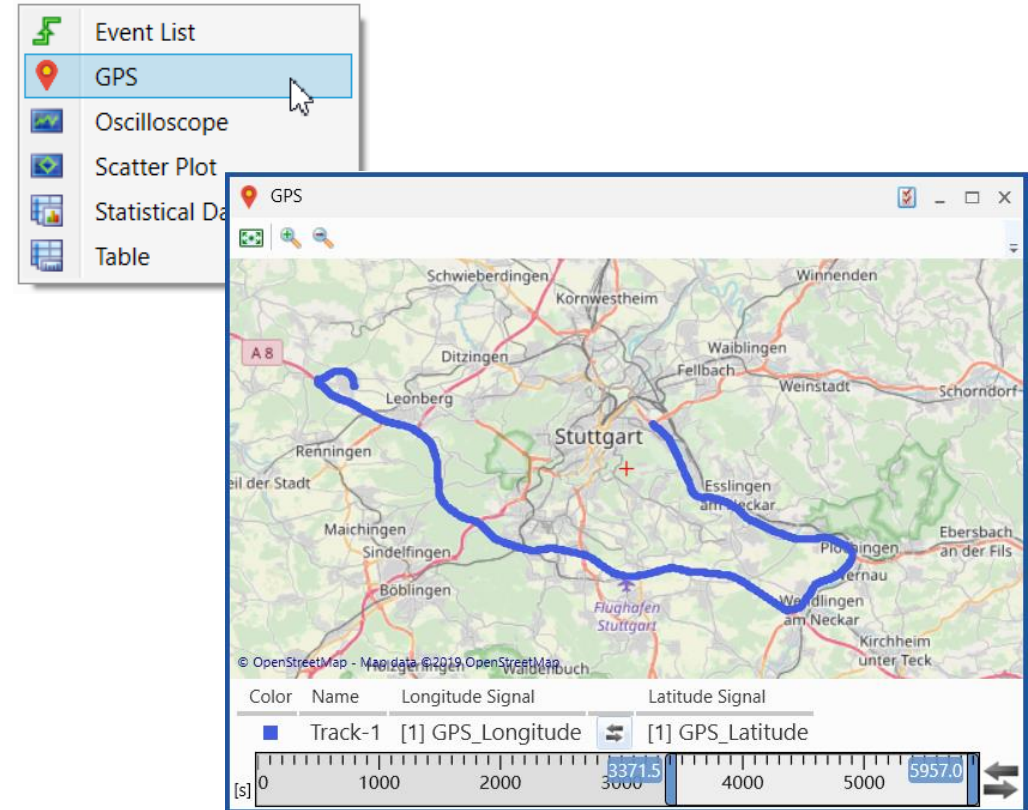 Event List
GPS
Oscilloscope
Scatter Plot
Statistical Da
Table
GPS
Schwieberdingen
Winnenden
Kornwestheim
A 8
Ditzingen
Waiblingen
Fellbach
Weinstadt
Schorndorf
Leonberg
Stuttgart
Renningen
eil der Stadt
Esslingen
am Neckar
Maichingen
Ebersbach
an der Fils
Sindelfingen
Plochingen
Böblingen
ernau
Flughafen
Stuttgart
Wendlingen
am Neckar
Kirchheim
unter Teck
© OpenStreetMap - Map data ©2019 OpenStreetMap
Holzgerlingen
Waldenbuch
Color Name Longitude Signal Latitude Signal
Track-1 [1] GPS_Longitude [1] GPS_Latitude
[s] 0 1000 2000 3000 3371.5 4000 5000 5957.0